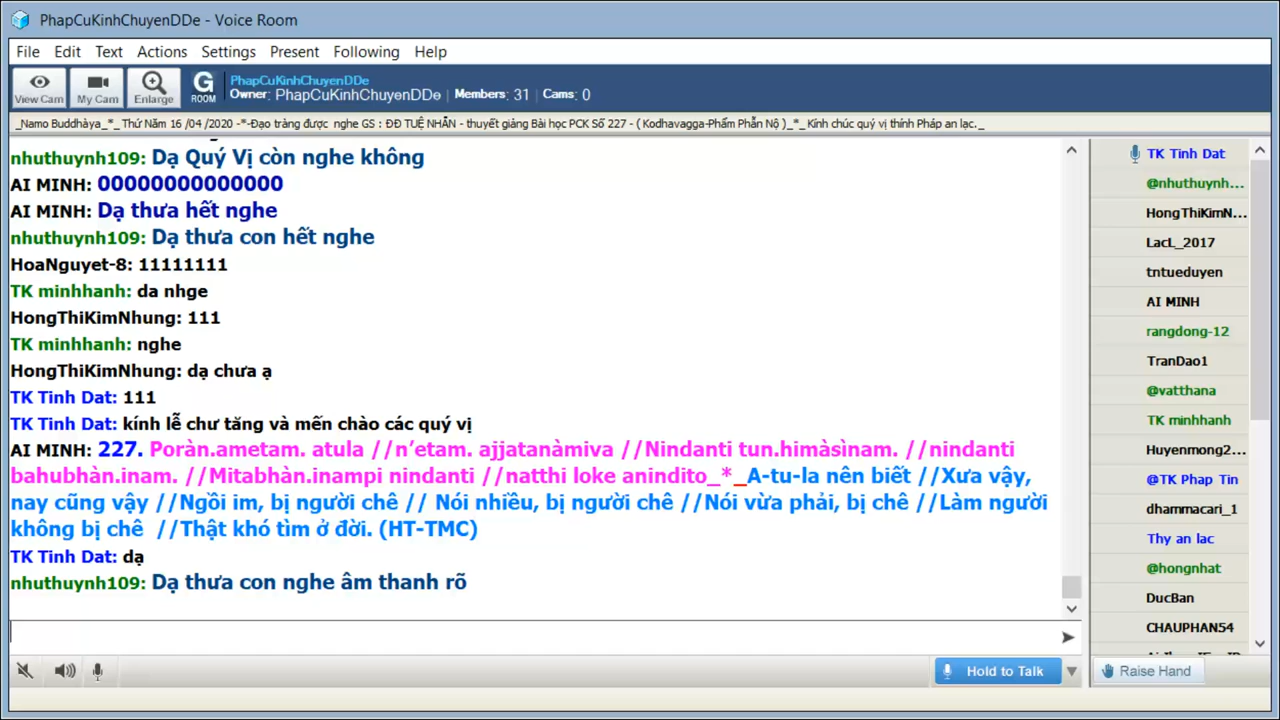 PhapCuKinhChuyenDDe - Voice Room
File Edit Text Actions Settings Present Following Help
View Cam My Cam Enlarge G ROOM
PhapCuKinhChuyenDDe
Owner: PhapCuKinhChuyenDDe Members: 31 Cams: 0
_Namo Buddhàya_*_ Thứ Năm 16 /04 /2020 -*-Đạo tràng được nghe GS : ĐĐ TUỆ NHẪN - thuyết giảng Bài học PCK Số 227 - ( Kodhavagga-Phẩm Phẫn Nộ )_*_ Kính chúc quý vị thính Pháp an lạc._
nhuthuynh109: Dạ Quý Vị còn nghe không
AI MINH: 00000000000000
AI MINH: Dạ thưa hết nghe
nhuthuynh109: Dạ thưa con hết nghe
HoaNguyet-8: 11111111
TK minhhanh: da nhge
HongThiKimNhung: 111
TK minhhanh: nghe
HongThiKimNhung: dạ chưa ạ
TK Tinh Dat: 111
TK Tinh Dat: kính lễ chư tăng và mến chào các quý vị
AI MINH: 227. Poràn.ametam. atula //n’etam. ajjatanàmiva //Nindanti tun.himàsìnam. //nindanti
bahubhàn.inam. //Mitabhàn.inampi nindanti //natthi loke anindito_*_A-tu-la nên biết //Xưa vậy,
nay cũng vậy //Ngồi im, bị người chê // Nói nhiều, bị người chê //Nói vừa phải, bị chê //Làm người
không bị chê //Thật khó tìm ở đời. (HT-TMC)
TK Tinh Dat: dạ
nhuthuynh109: Dạ thưa con nghe âm thanh rõ
Hold to Talk
TK Tinh Dat
@nhuthuynh...
HongThiKimN...
LacL_2017
tntueduyen
AI MINH
rangdong-12
TranDao1
@vatthana
TK minhhanh
Huyenmong2...
@TK Phap Tin
dhammacari_1
Thy an lac
@hongnhat
DucBan
CHAUPHAN54
Raise Hand